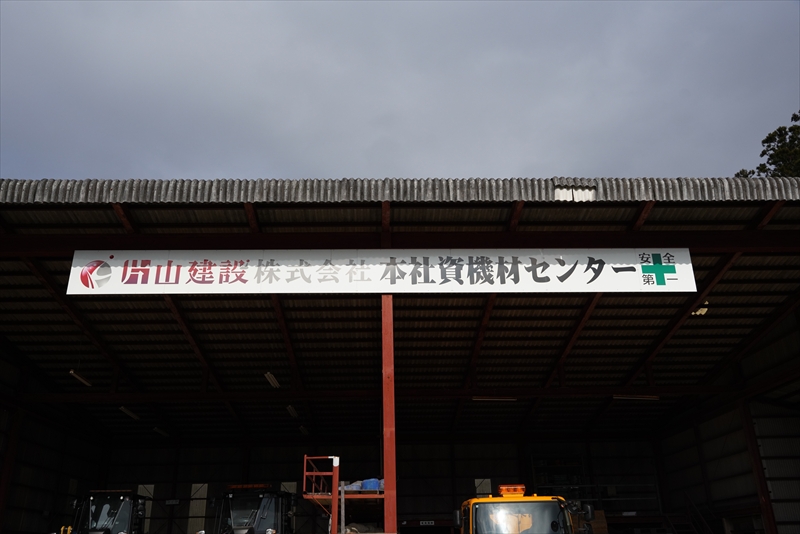 山建設株式会社 本社資機材センター
安全
第一